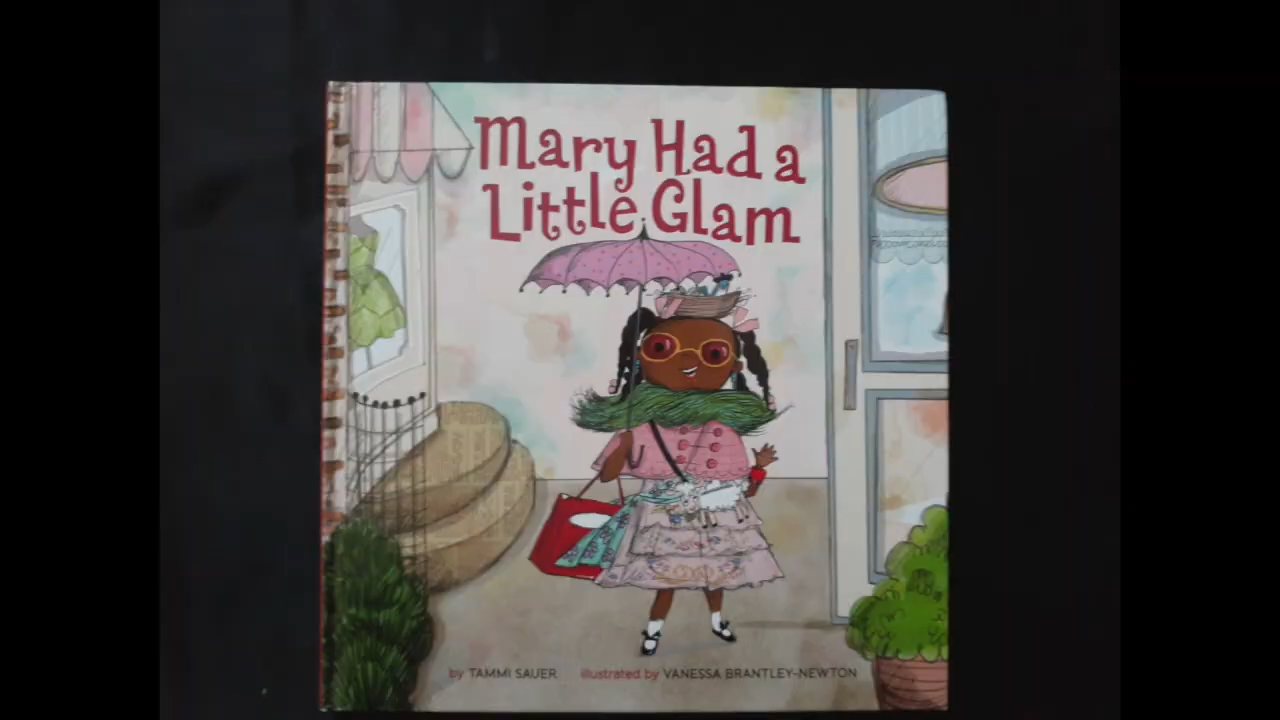 Mary Had a
Little Glam
by TAMMI SAUER illustrated by VANESSA BRANTLEY-NEWTON